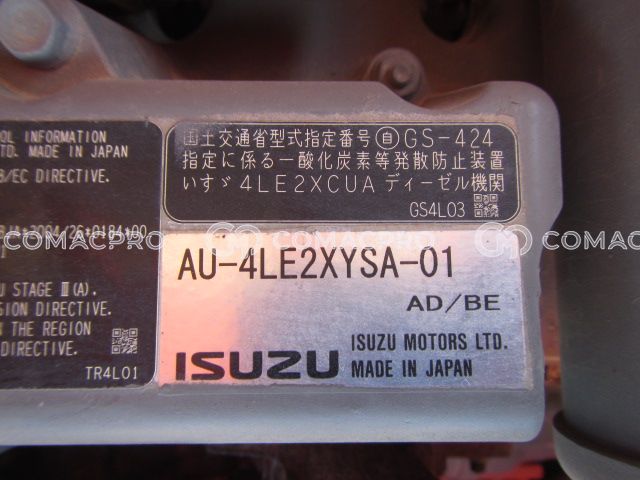 OL INFORMATION
TD. MADE IN JAPAN
B/EC DIRECTIVE.
U STAGE Ⅲ(A).
SION DIRECTIVE.
N THE REGION
DIRECTIVE.
TR4L01
国土交通省型式指定番号 自 GS-424
指定に係る一酸化炭素等発散防止装置
いすゞ 4LE2XCUA ディーゼル機関
GS4L03
AU-4LE2XYSA-01
AD/BE
ISUZU
ISUZU MOTORS LTD.
MADE IN JAPAN
COMACPRO
COMACPRO
COMACPRO